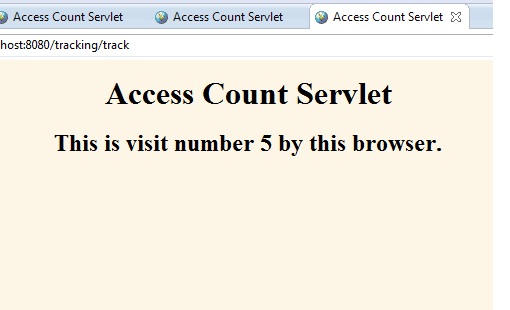 Access Count Servlet
Access Count Servlet
Access Count Servlet
host:8080/tracking/track
Access Count Servlet
This is visit number 5 by this browser.